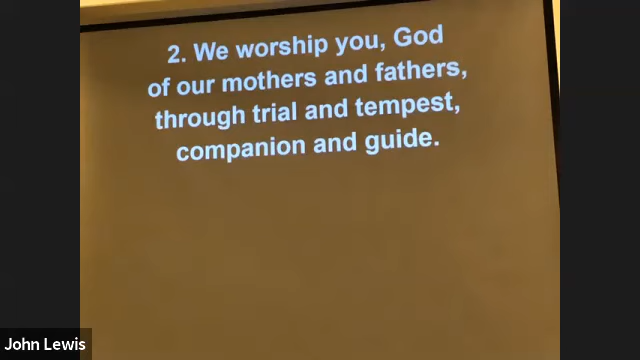 2. We worship you, God
of our mothers and fathers,
through trial and tempest,
companion and guide.
John Lewis